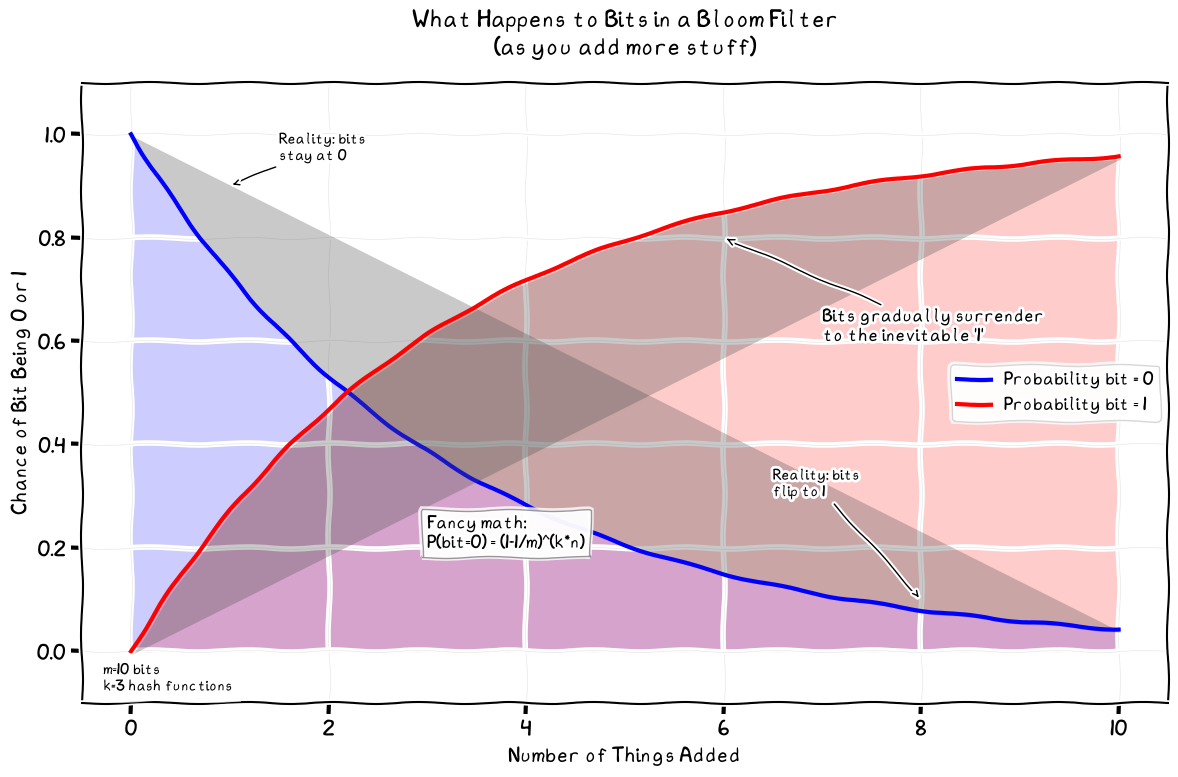 What Happens to Bits in a Bloom Filter
(as you add more stuff)
Chance of Bit Being 0 or 1
1.0
0.8
0.6
0.4
0.2
0.0
Reality: bits
stay at 0
Bits gradually surrender
to the inevitable '1'
Probability bit = 0
Probability bit = 1
Reality: bits
flip to 1
Fancy math:
P(bit=0) = (1-1/m)^(k*n)
m=10 bits
k=3 hash functions
0 2 4 6 8 10
Number of Things Added